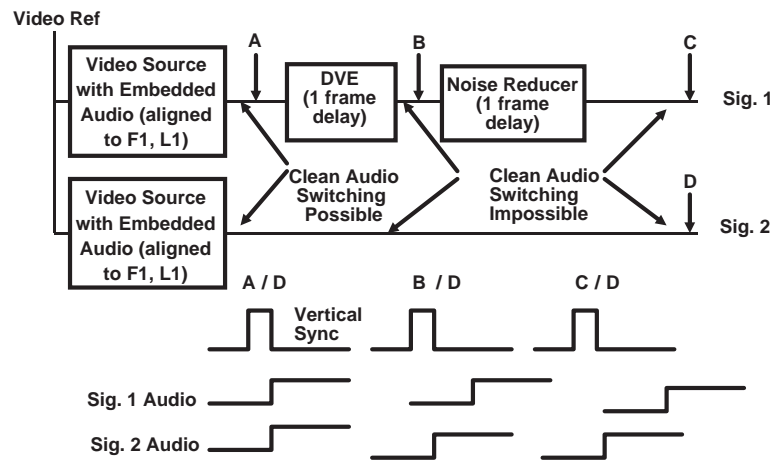 Video Ref
A
B
C
Video Source
with Embedded
Audio (aligned
to F1, L1)
DVE
(1 frame
delay)
Noise Reducer
(1 frame
delay)
Sig. 1
Clean Audio
Switching
Possible
Clean Audio
Switching
Impossible
Video Source
with Embedded
Audio (aligned
to F1, L1)
D
Sig. 2
A / D
B / D
C / D
Vertical
Sync
Sig. 1 Audio
Sig. 2 Audio